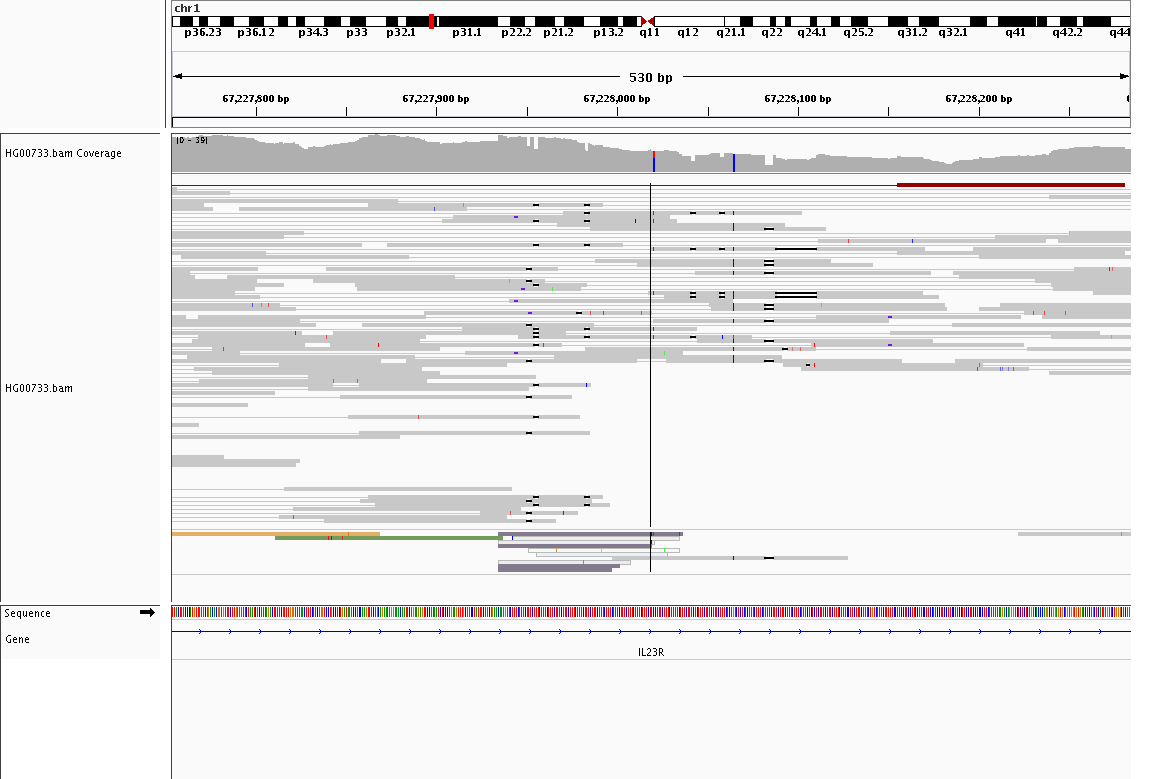 chr1
p36.23 p36.12 p34.3 p33 p32.1 p31.1 p22.2 p21.2 p13.2 q11 q12 q21.1 q22 q24.1 q25.2 q31.2 q32.1 q41 q42.2 q44
530 bp
67,227,800 bp 67,227,900 bp 67,228,000 bp 67,228,100 bp 67,228,200 bp
[0 - 39]
HG00733.bam Coverage
HG00733.bam
Sequence
Gene
IL23R